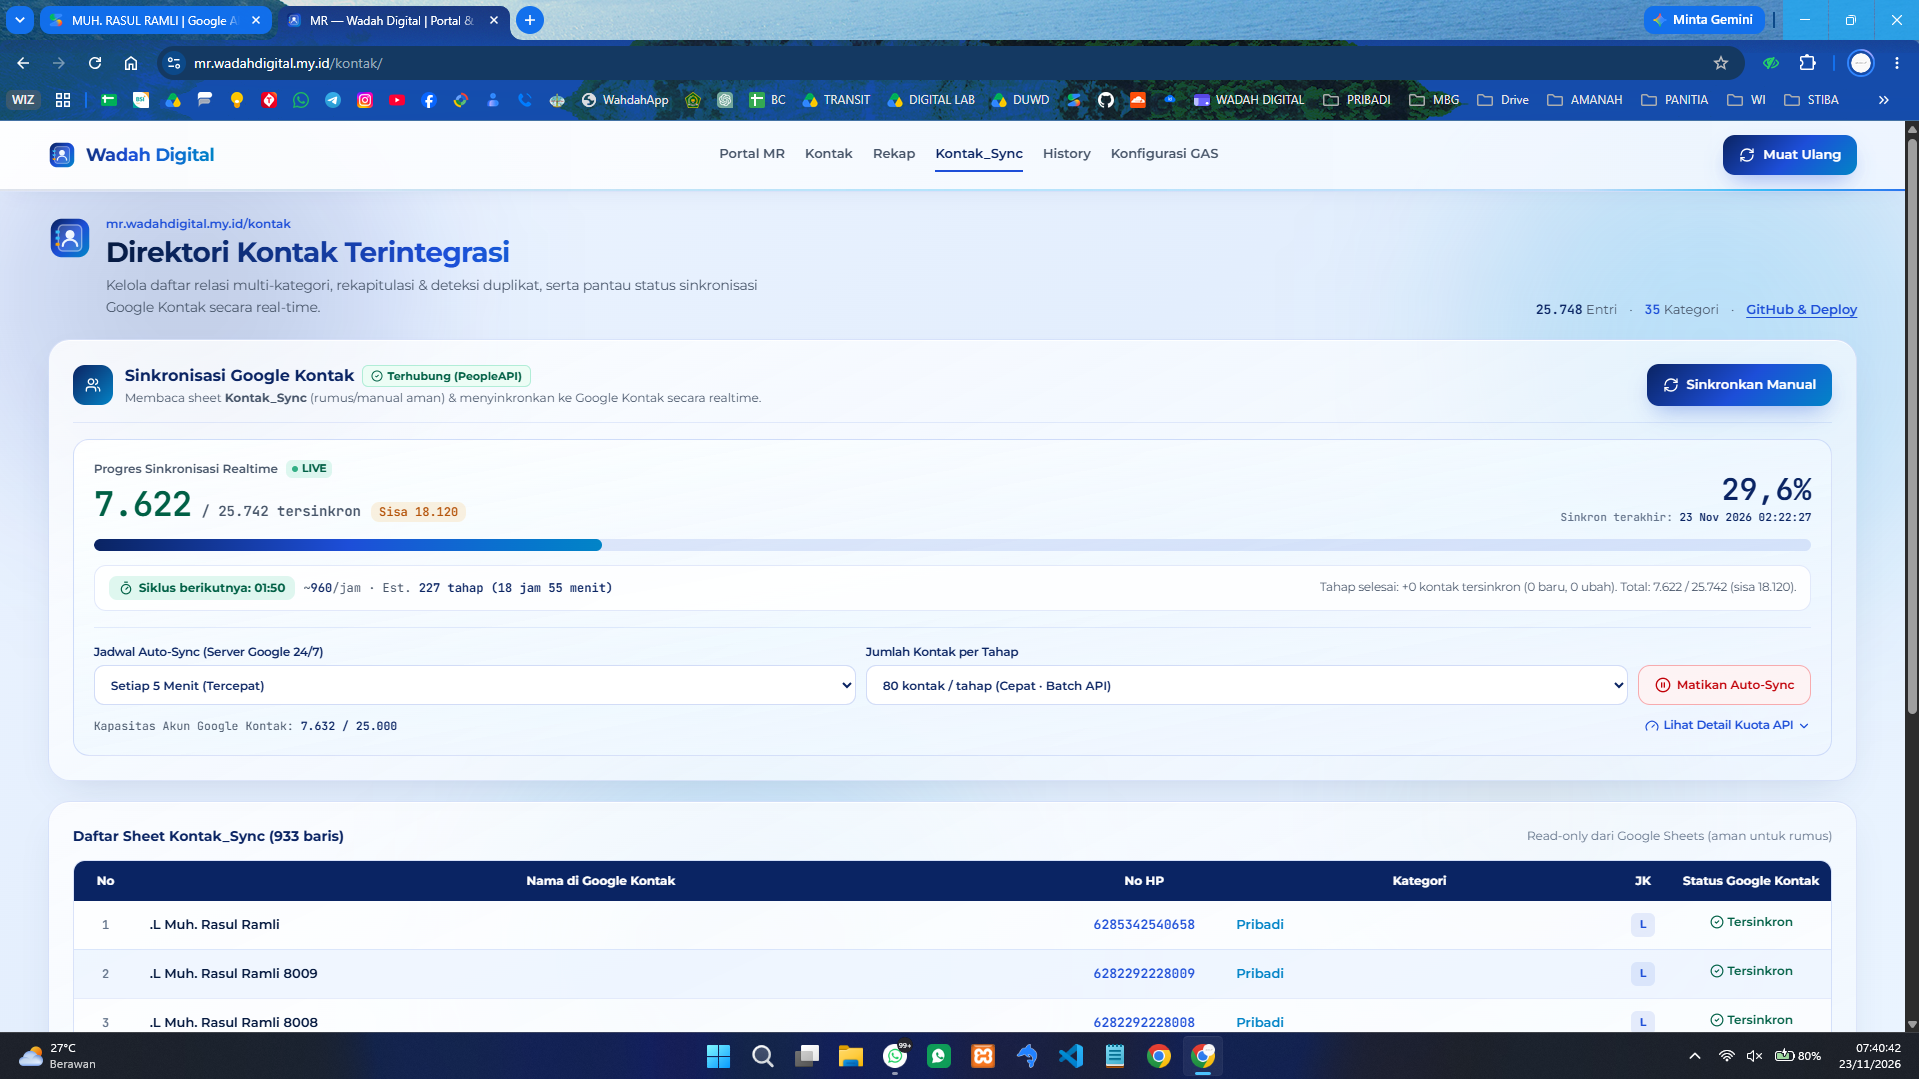 MUH. RASUL RAMLI | Google A
MR — Wadah Digital | Portal &
Minta Gemini
mr.wadahdigital.my.id/kontak/
WIZ
WahdahApp
BC
TRANSIT
DIGITAL LAB
DUWD
WADAH DIGITAL
PRIBADI
MBG
Drive
AMANAH
PANITIA
WI
STIBA
Wadah Digital
Portal MR
Kontak
Rekap
Kontak_Sync
History
Konfigurasi GAS
Muat Ulang
mr.wadahdigital.my.id/kontak
Direktori Kontak Terintegrasi
Kelola daftar relasi multi-kategori, rekapitulasi & deteksi duplikat, serta pantau status sinkronisasi
Google Kontak secara real-time.
25.748 Entri · 35 Kategori · GitHub & Deploy
Sinkronisasi Google Kontak
Terhubung (PeopleAPI)
Membaca sheet Kontak_Sync (rumus/manual aman) & menyinkronkan ke Google Kontak secara realtime.
Sinkronkan Manual
Progres Sinkronisasi Realtime
LIVE
7.622 / 25.742 tersinkron
Sisa 18.120
29,6%
Sinkron terakhir: 23 Nov 2026 02:22:27
Siklus berikutnya: 01:50
~960/jam · Est. 227 tahap (18 jam 55 menit)
Tahap selesai: +0 kontak tersinkron (0 baru, 0 ubah). Total: 7.622 / 25.742 (sisa 18.120).
Jadwal Auto-Sync (Server Google 24/7)
Jumlah Kontak per Tahap
Setiap 5 Menit (Tercepat)
80 kontak / tahap (Cepat · Batch API)
Matikan Auto-Sync
Kapasitas Akun Google Kontak: 7.632 / 25.000
Lihat Detail Kuota API
Daftar Sheet Kontak_Sync (933 baris)
Read-only dari Google Sheets (aman untuk rumus)
No
Nama di Google Kontak
No HP
Kategori
JK
Status Google Kontak
1 .L Muh. Rasul Ramli 6285342540658 Pribadi L Tersinkron
2 .L Muh. Rasul Ramli 8009 6282292228009 Pribadi L Tersinkron
3 .L Muh. Rasul Ramli 8008 6282292228008 Pribadi L Tersinkron
27°C
Berawan
99+
80%
07:40:42
23/11/2026